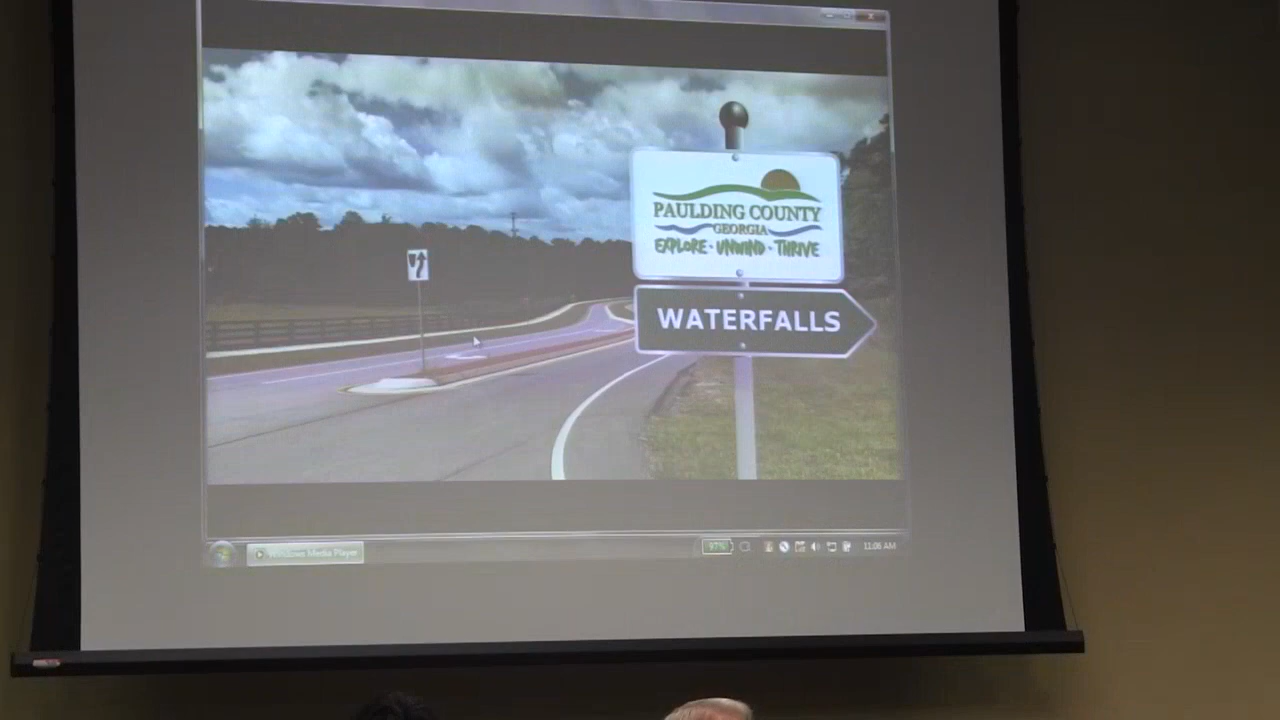 PAULDING COUNTY
GEORGIA
EXPLORE · UNWIND · THRIVE
WATERFALLS
Windows Media Player
97%
11:06 AM